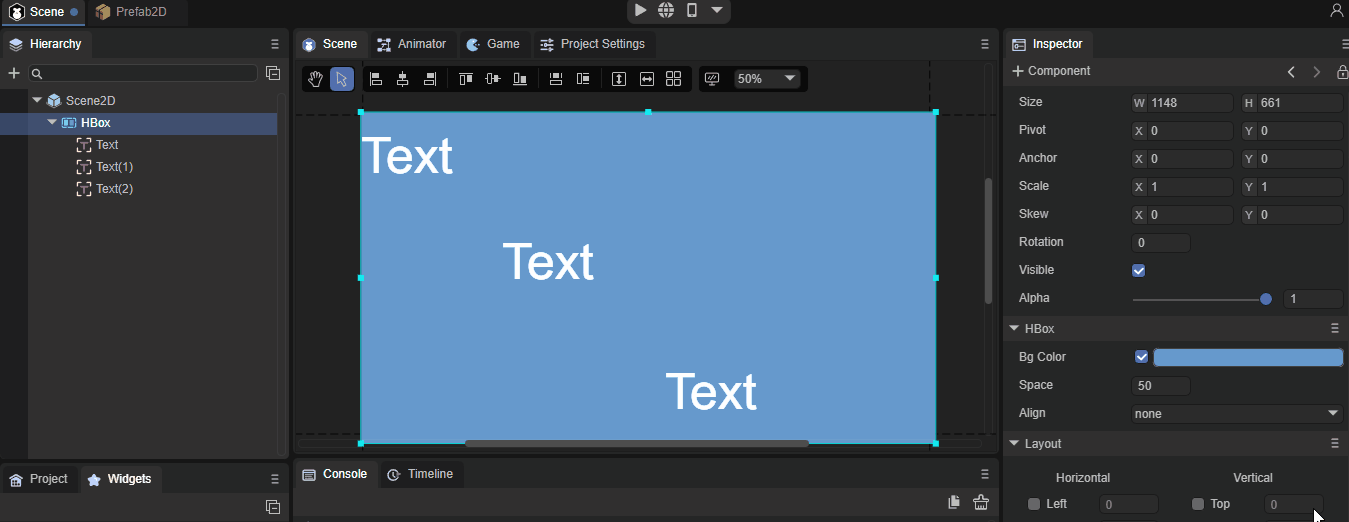 Scene Prefab2D
Hierarchy
Scene Animator Game Project Settings
Inspector
50%
Component
Scene2D
HBox
Text
Text(1)
Text(2)
Text
Text
Text
Size W 1148 H 661
Pivot X 0 Y 0
Anchor X 0 Y 0
Scale X 1 Y 1
Skew X 0 Y 0
Rotation 0
Visible
Alpha 1
HBox
Bg Color
Space 50
Align none
Layout
Horizontal Vertical
Left 0 Top 0
Project Widgets
Console Timeline